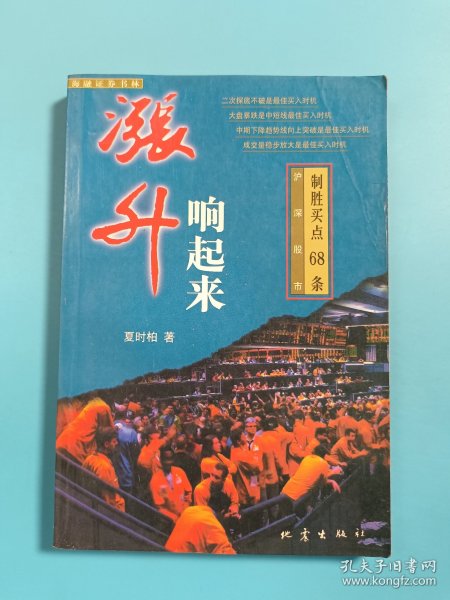 海融证券书林
二次探底不破是最佳买入时机
大盘暴跌是中短线最佳买入时机
中期下降趋势线向上突破是最佳买入时机
成交量稳步放大是最佳买入时机
漲升
响起来
沪深股市
制胜买点68条
夏时柏 著
地震出版社
孔夫子旧书网
www.kongfz.com